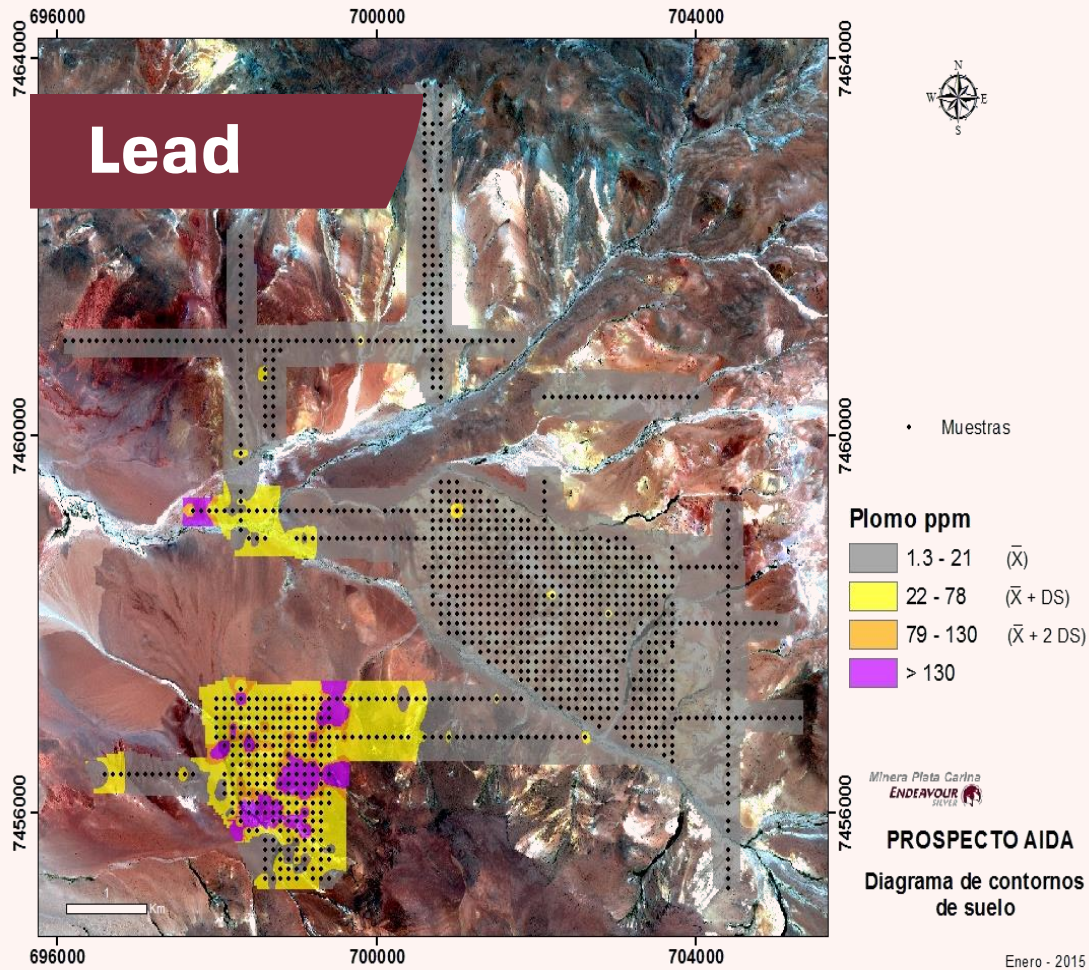 696000 700000 704000
7464000 7464000
N
W E
S
Lead
7460000 7460000
Muestras
Plomo ppm
1.3 - 21 (X̅)
22 - 78 (X̅ + DS)
79 - 130 (X̅ + 2 DS)
> 130
7456000 7456000
Minera Plata Carina
ENDEAVOUR
SILVER
PROSPECTO AIDA
Diagrama de contornos
de suelo
1
Km
696000 700000 704000
Enero - 2015